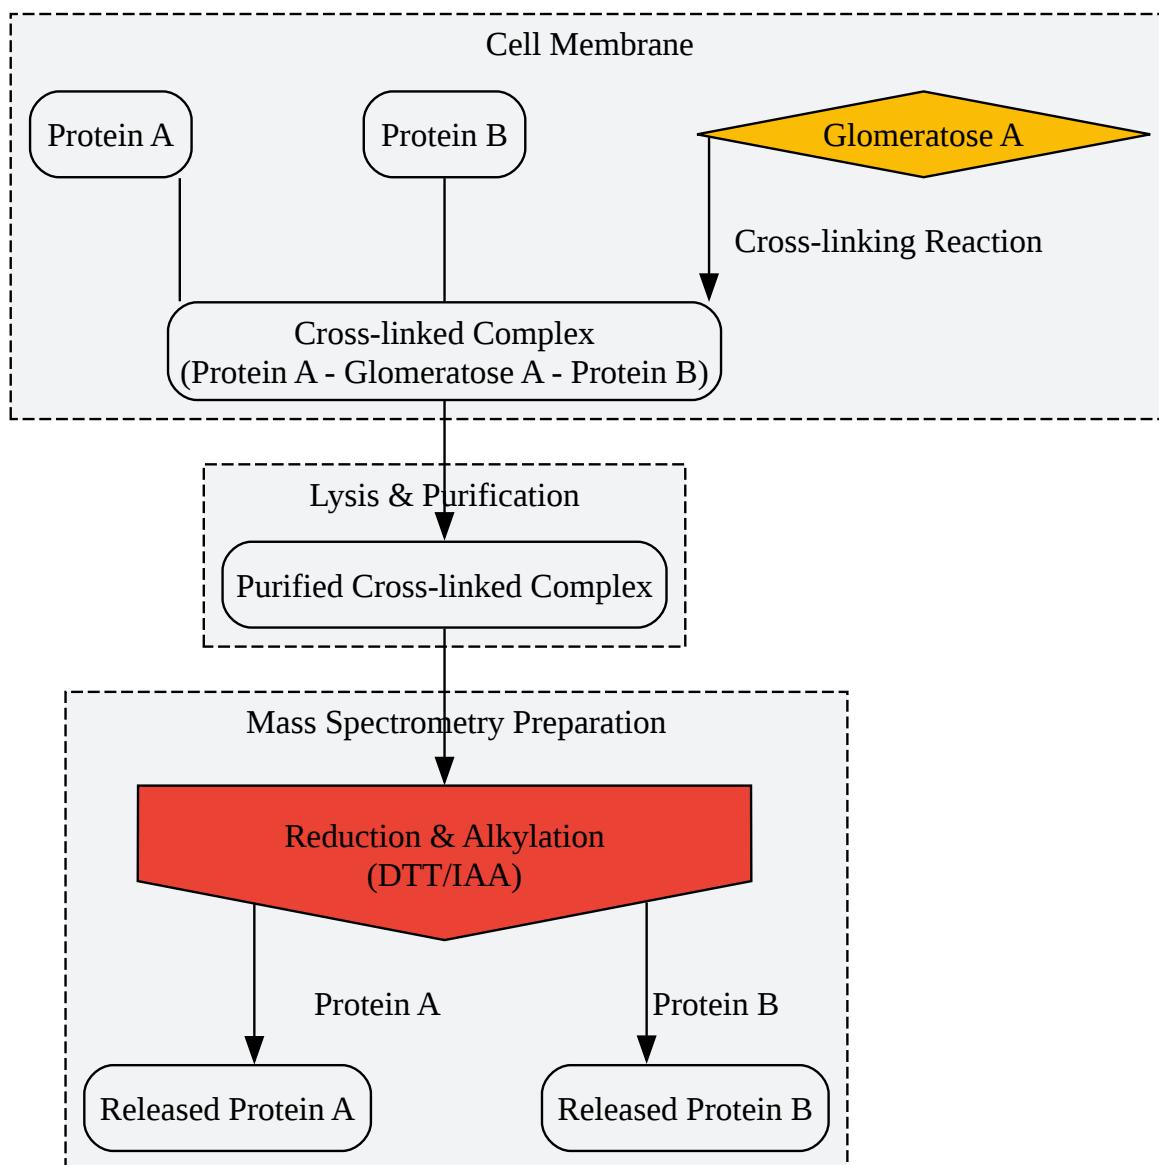 Cell Membrane
Protein A
Protein B
Glomeratose A
Cross-linking Reaction
Cross-linked Complex
(Protein A - Glomeratose A - Protein B)
Lysis & Purification
Purified Cross-linked Complex
Mass Spectrometry Preparation
Reduction & Alkylation
(DTT/IAA)
Protein A
Protein B
Released Protein A
Released Protein B